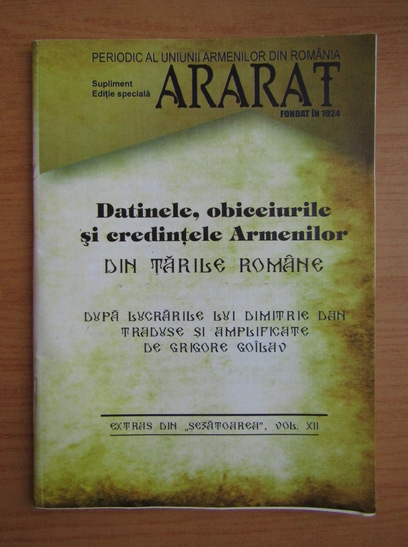 PERIODIC AL UNIUNII ARMENILOR DIN ROMÂNIA
Supliment
Ediție specială
ARARAT
FONDAT ÎN 1924
Datinele, obiceiurile
și credințele Armenilor
DIN ȚĂRILE ROMÂNE
DUPĂ LUCRĂRILE LUI DIMITRIE DAN
TRADUSE ȘI AMPLIFICATE
DE GRIGORE GOÎLAV
EXTRAS DIN „ȘEZĂTOAREA”, VOL. XII